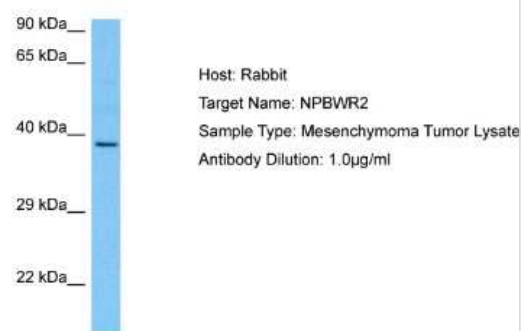 90 kDa
65 kDa
Host: Rabbit
Target Name: NPBWR2
40 kDa
Sample Type: Mesenchymoma Tumor Lysate
Antibody Dilution: 1.0µg/ml
29 kDa
22 kDa